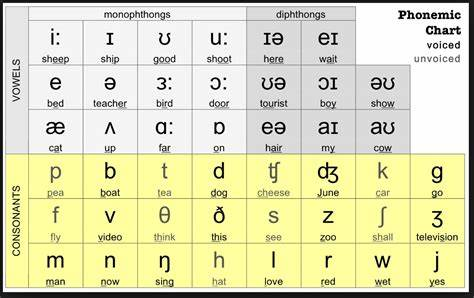 monophthongs diphthongs Phonemic Chart voiced unvoiced
VOWELS
iː ɪ ʊ uː ɪə eɪ
sheep ship good shoot here wait
e ə ɜː ɔː ʊə ɔɪ əʊ
bed teacher bird door tourist boy show
æ ʌ ɑː ɒ eə aɪ aʊ
cat up far on hair my cow
CONSONANTS
p b t d ʧ ʤ k g
pea boat tea dog cheese June car go
f v θ ð s z ʃ ʒ
fly video think this see zoo shall television
m n ŋ h l r w j
man now sing hat love red wet yes